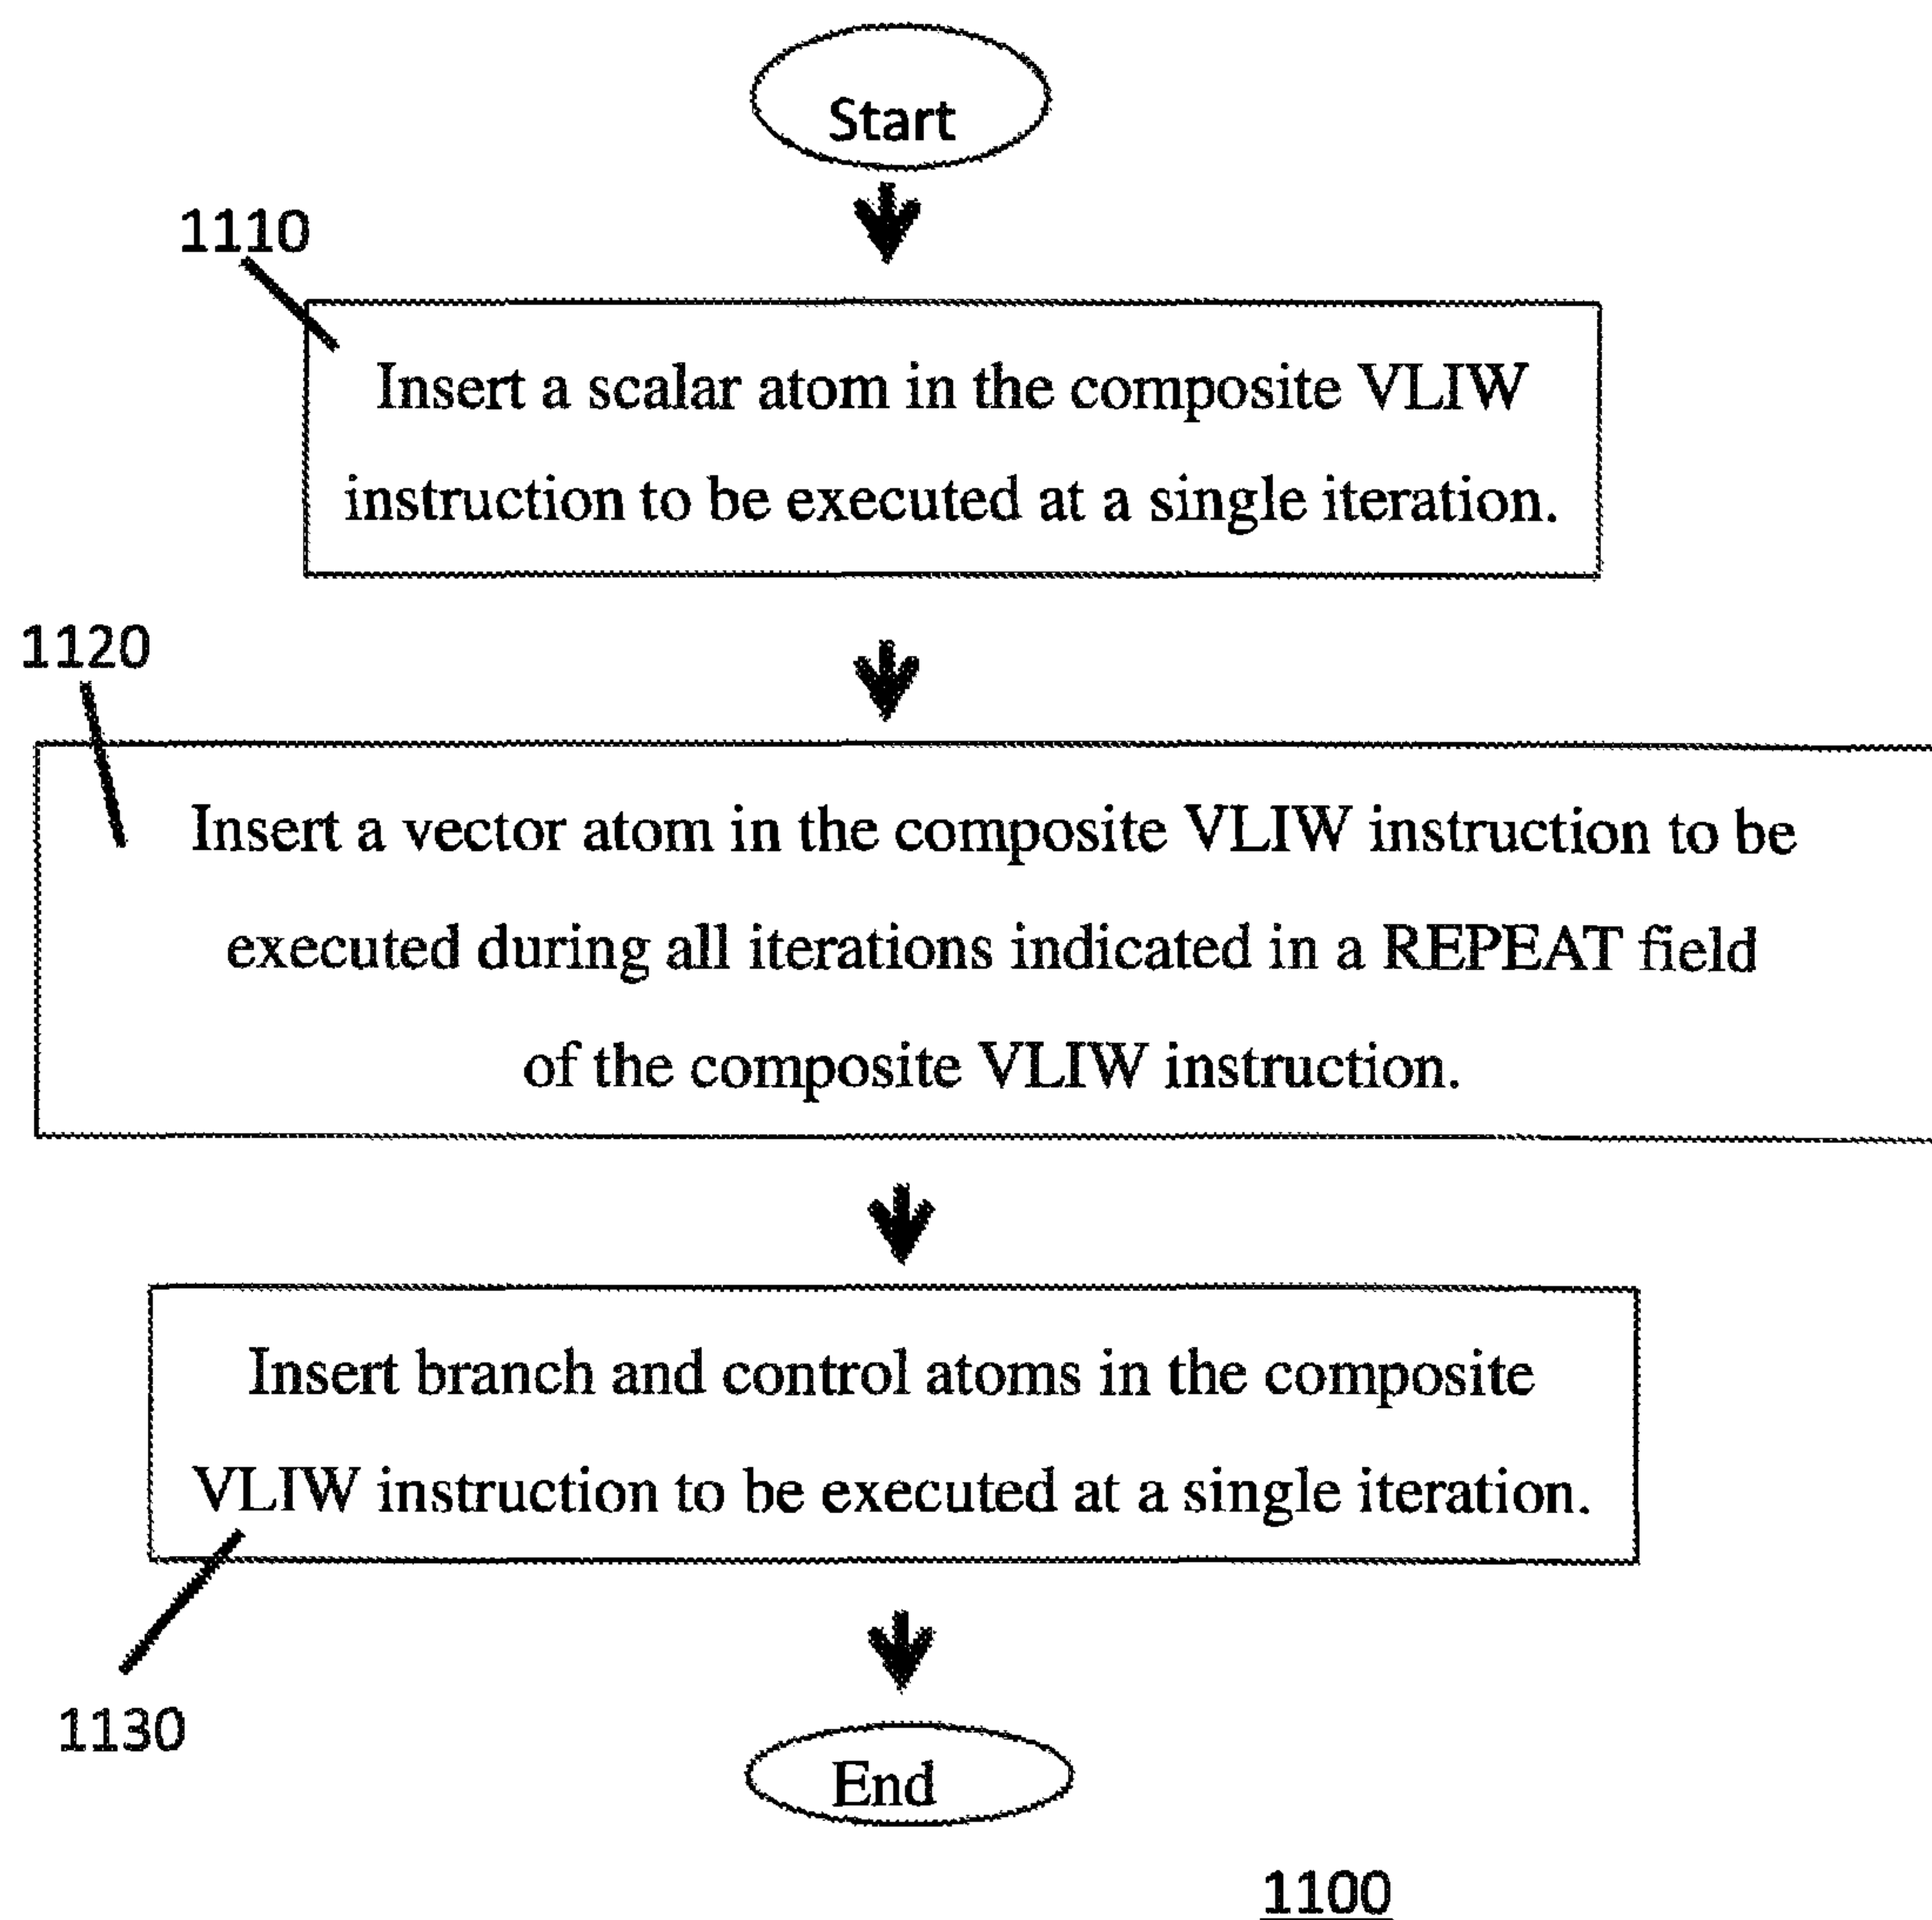 Start
1110
Insert a scalar atom in the composite VLIW
instruction to be executed at a single iteration.
1120
Insert a vector atom in the composite VLIW instruction to be
executed during all iterations indicated in a REPEAT field
of the composite VLIW instruction.
Insert branch and control atoms in the composite
VLIW instruction to be executed at a single iteration.
1130
End
1100